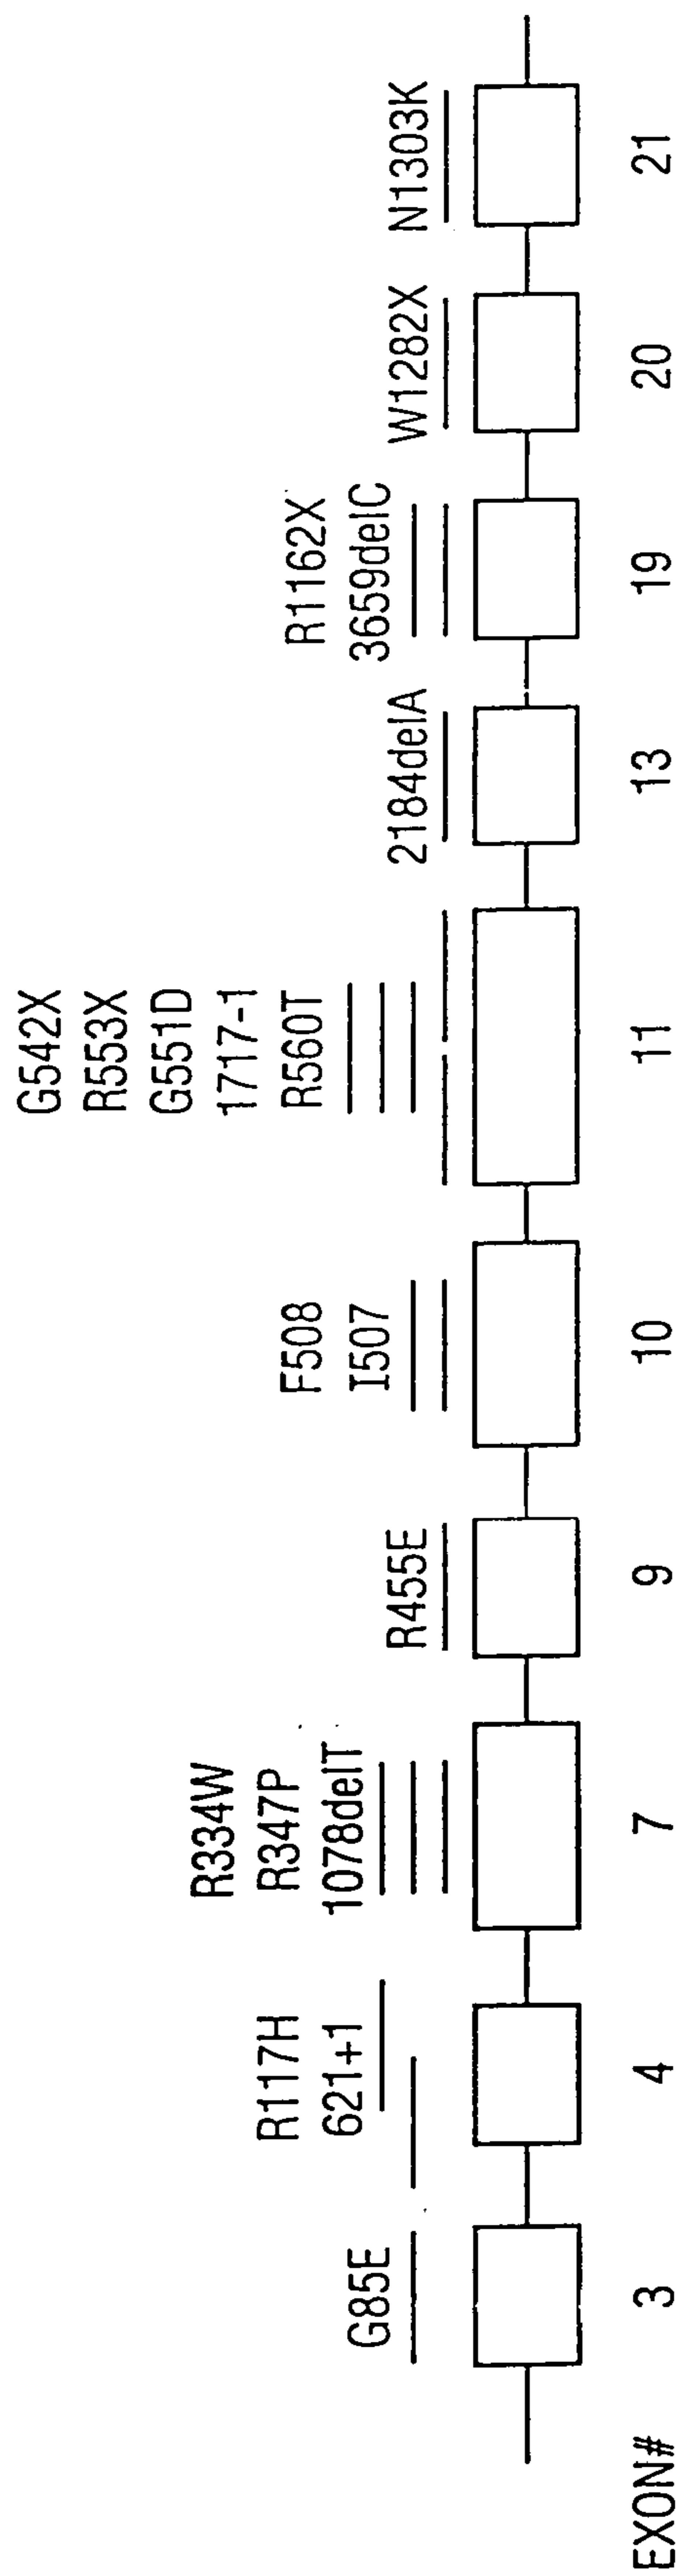 G85E
R117H
621+1
R334W
R347P
1078delT
R455E
F508
I507
G542X
R553X
G551D
1717-1
R560T
2184delA
R1162X
3659delC
W1282X
N1303K
EXON# 3 4 7 9 10 11 13 19 20 21